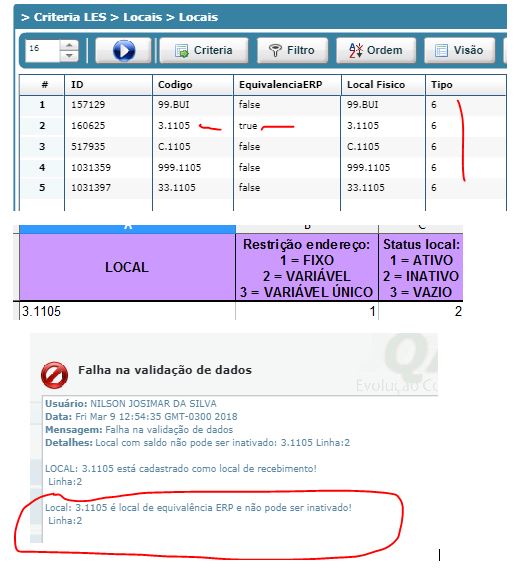 > Criteria LES > Locais > Locais
16 Criteria Filtro Ordem Visão
# ID Codigo EquivalenciaERP Local Fisico Tipo
1 157129 99.BUI false 99.BUI 6
2 160625 3.1105 true 3.1105 6
3 517935 C.1105 false C.1105 6
4 1031359 999.1105 false 999.1105 6
5 1031397 33.1105 false 33.1105 6
LOCAL
Restrição endereço:
1 = FIXO
2 = VARIÁVEL
3 = VARIÁVEL ÚNICO
Status local:
1 = ATIVO
2 = INATIVO
3 = VAZIO
3.1105 1 2
Falha na validação de dados
Evolução Co
Usuário: NILSON JOSIMAR DA SILVA
Data: Fri Mar 9 12:54:35 GMT-0300 2018
Mensagem: Falha na validação de dados
Detalhes: Local com saldo não pode ser inativado: 3.1105 Linha:2
LOCAL: 3.1105 está cadastrado como local de recebimento!
Linha:2
Local: 3.1105 é local de equivalência ERP e não pode ser inativado!
Linha:2